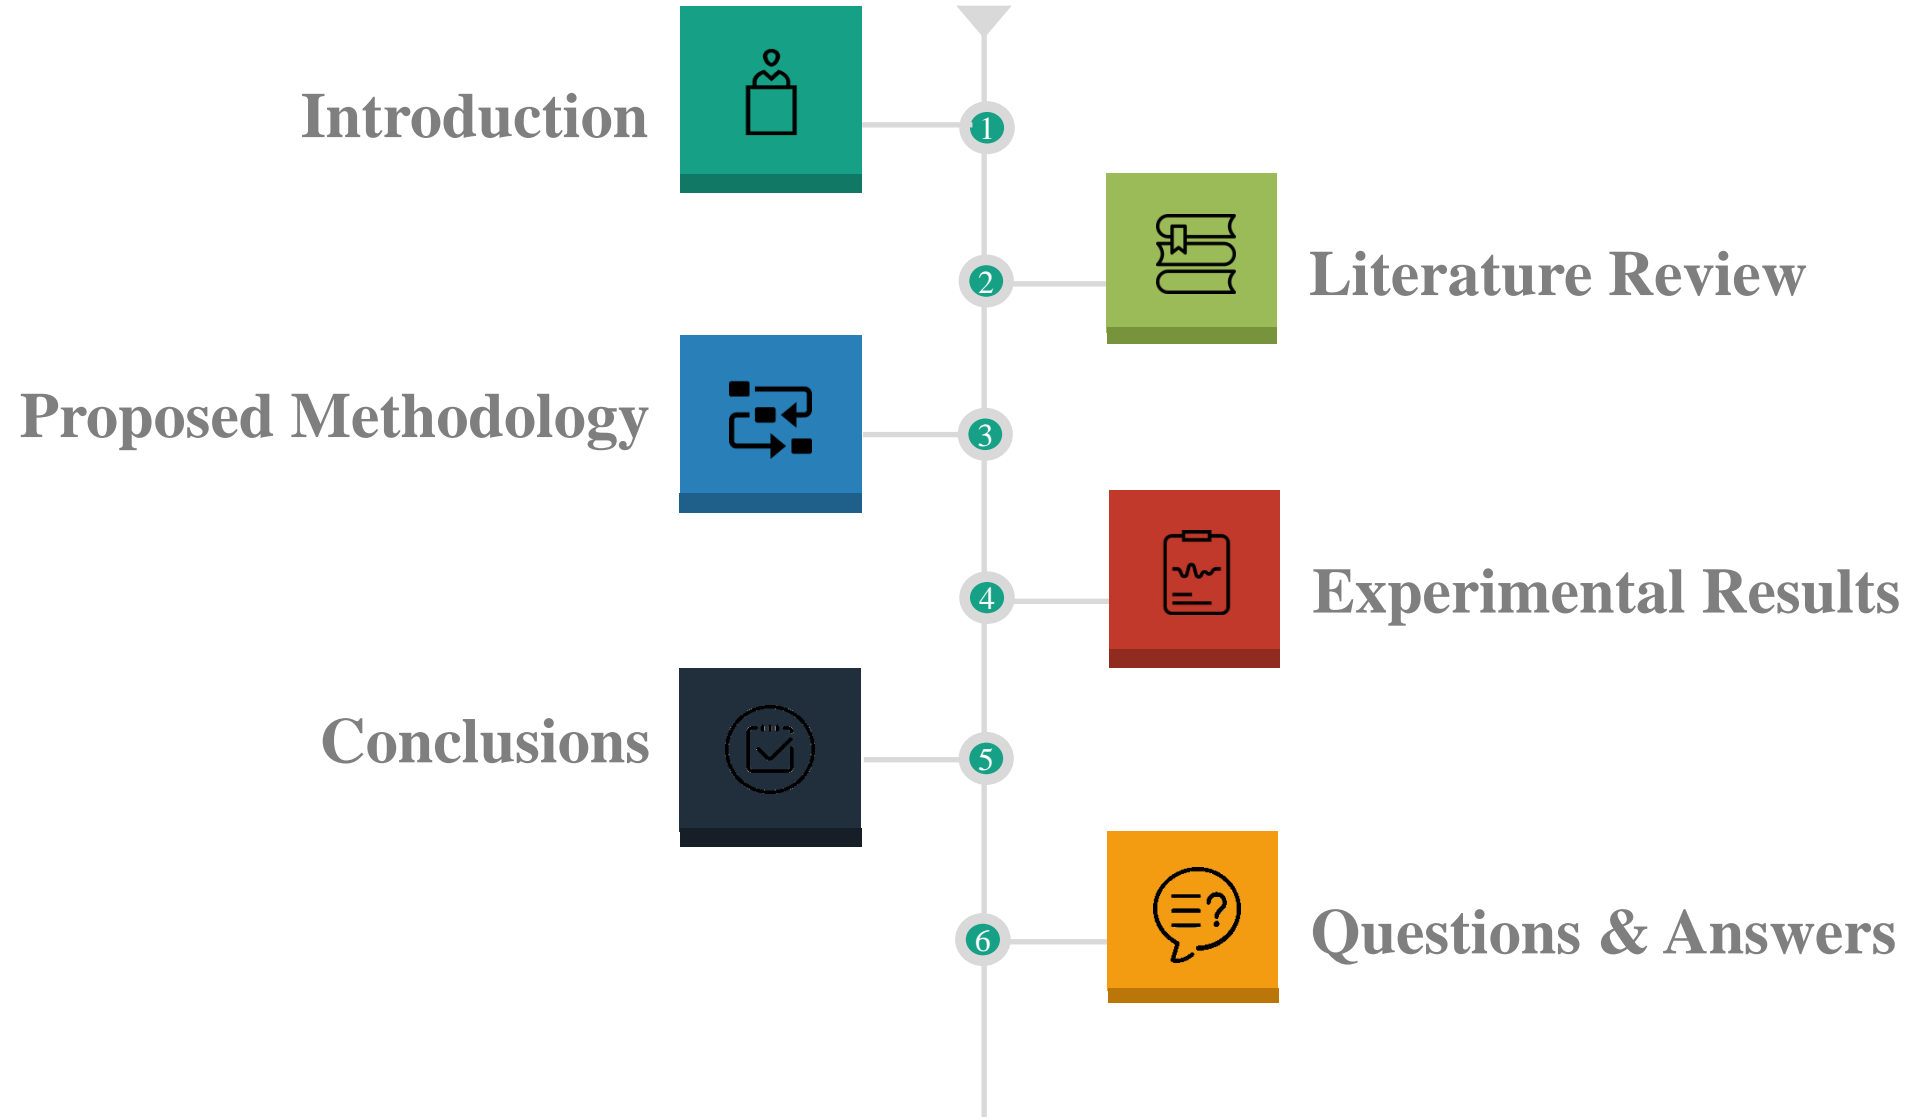 Introduction
1
2
Literature Review
Proposed Methodology
3
4
Experimental Results
Conclusions
5
6
Questions & Answers